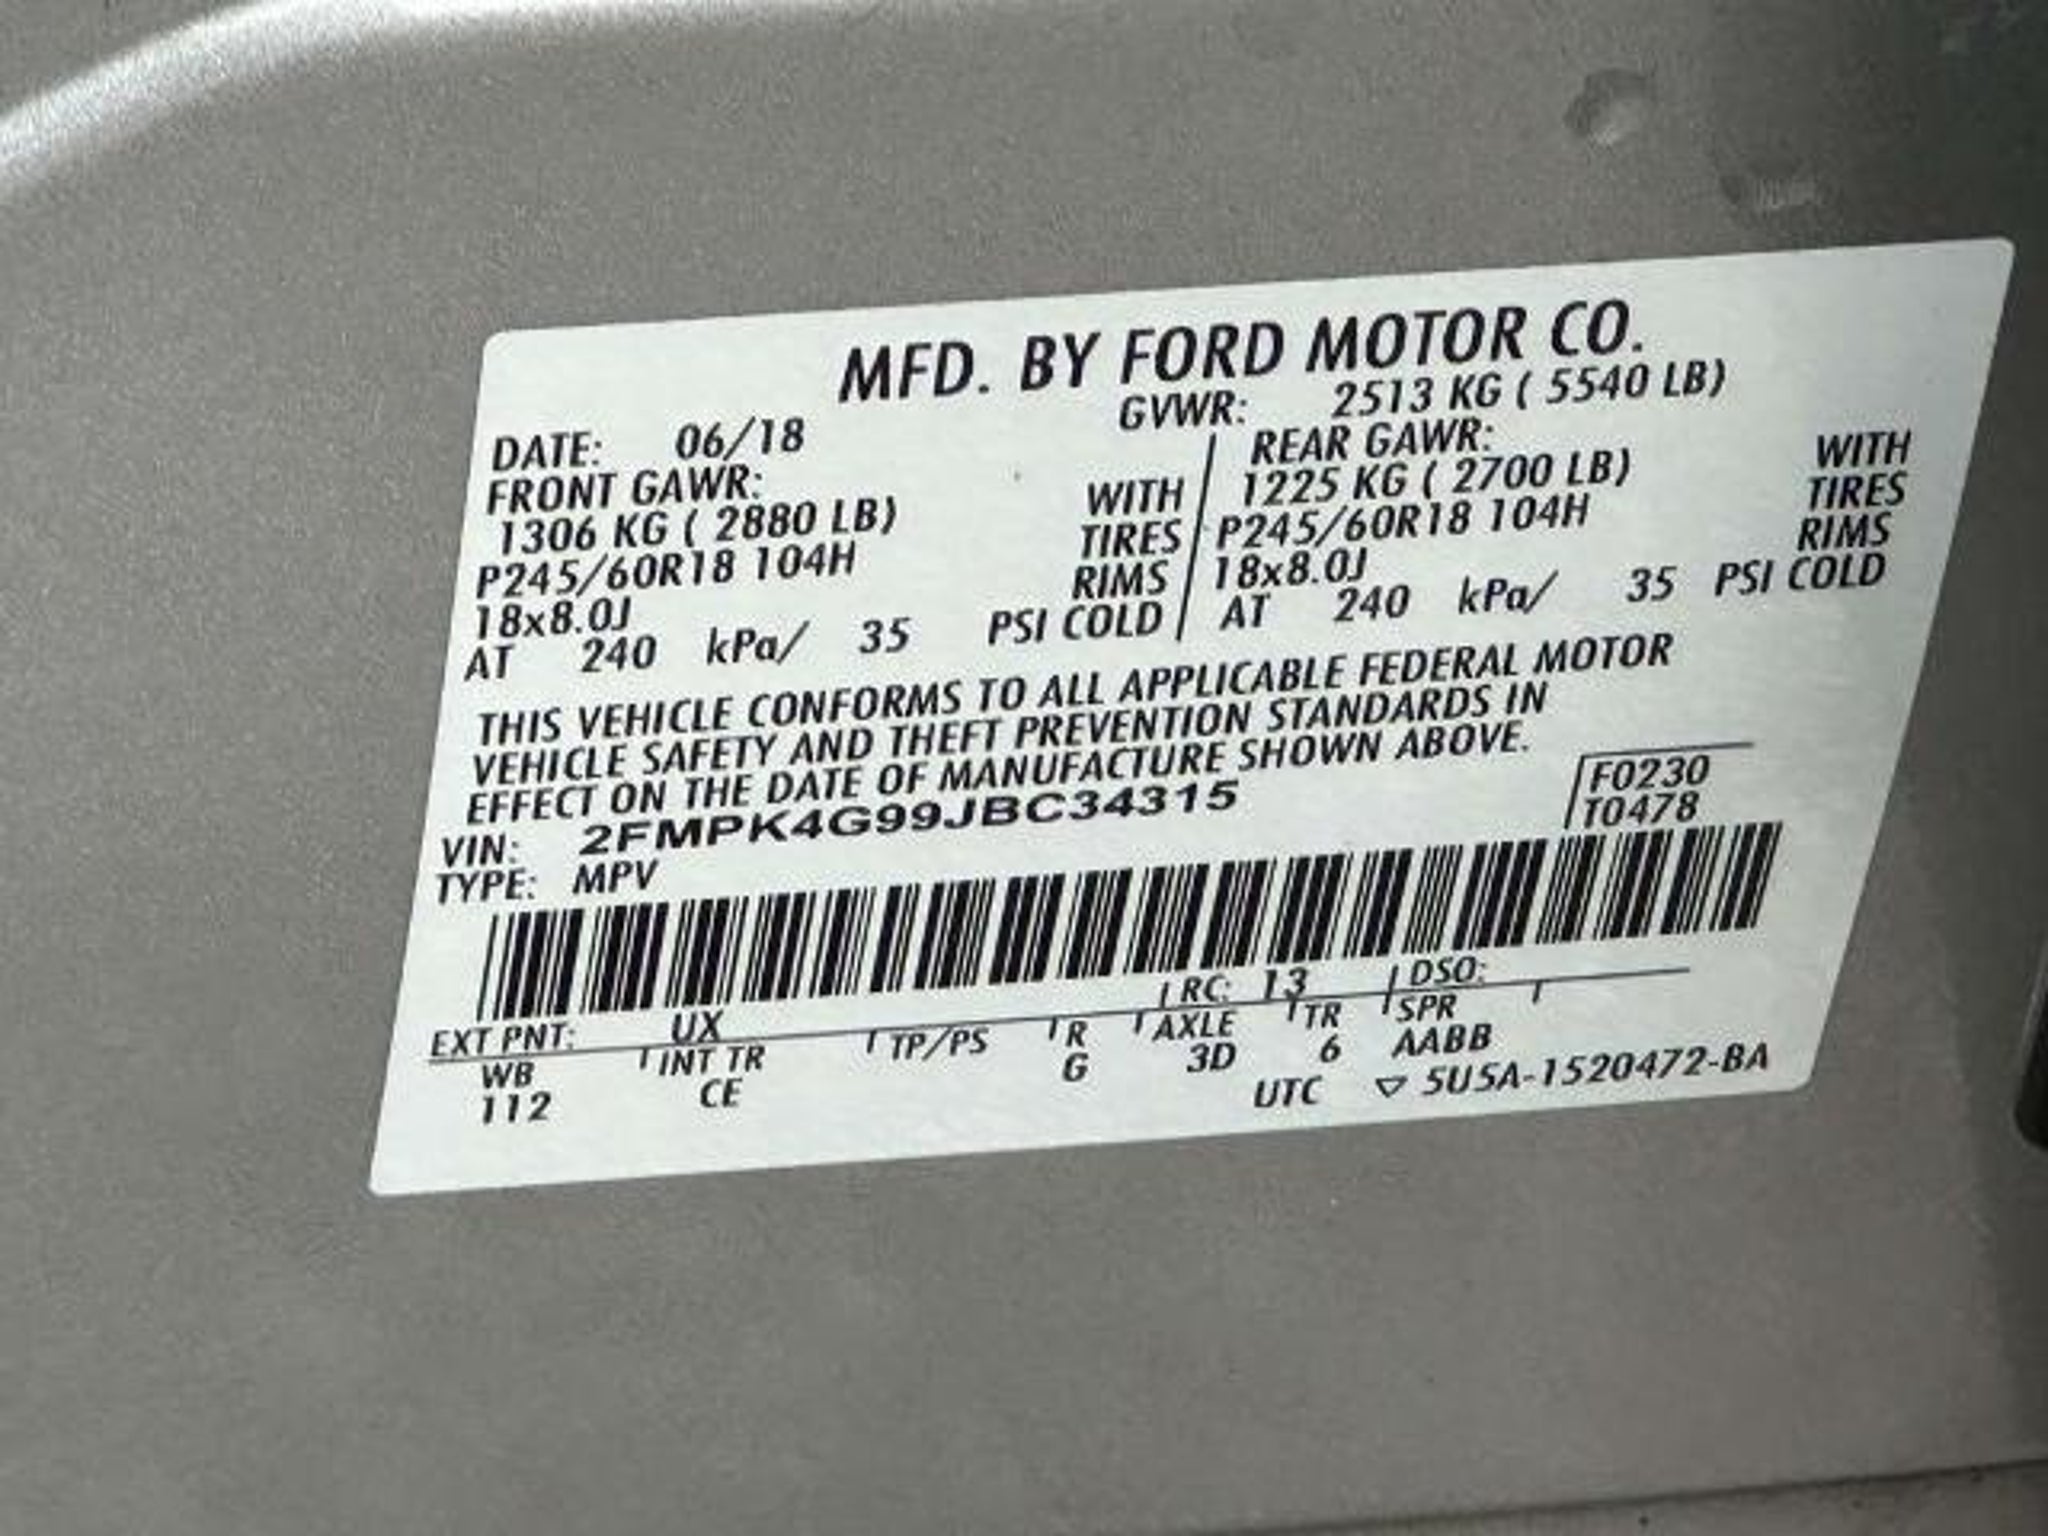 MFD. BY FORD MOTOR CO.
DATE: 06/18 GVWR: 2513 KG ( 5540 LB)
FRONT GAWR: REAR GAWR:
1306 KG ( 2880 LB) WITH 1225 KG ( 2700 LB) WITH
P245/60R18 104H TIRES P245/60R18 104H TIRES
18x8.0J RIMS 18x8.0J RIMS
AT 240 kPa/ 35 PSI COLD AT 240 kPa/ 35 PSI COLD
THIS VEHICLE CONFORMS TO ALL APPLICABLE FEDERAL MOTOR
VEHICLE SAFETY AND THEFT PREVENTION STANDARDS IN
EFFECT ON THE DATE OF MANUFACTURE SHOWN ABOVE.
VIN: 2FMPK4G99JBC34315 F0230
TYPE: MPV T0478
EXT PNT: UX RC: 13 DSO:
WB INT TR TP/PS R AXLE TR SPR
112 CE G 3D 6 AABB
UTC ▽ 5U5A-1520472-BA